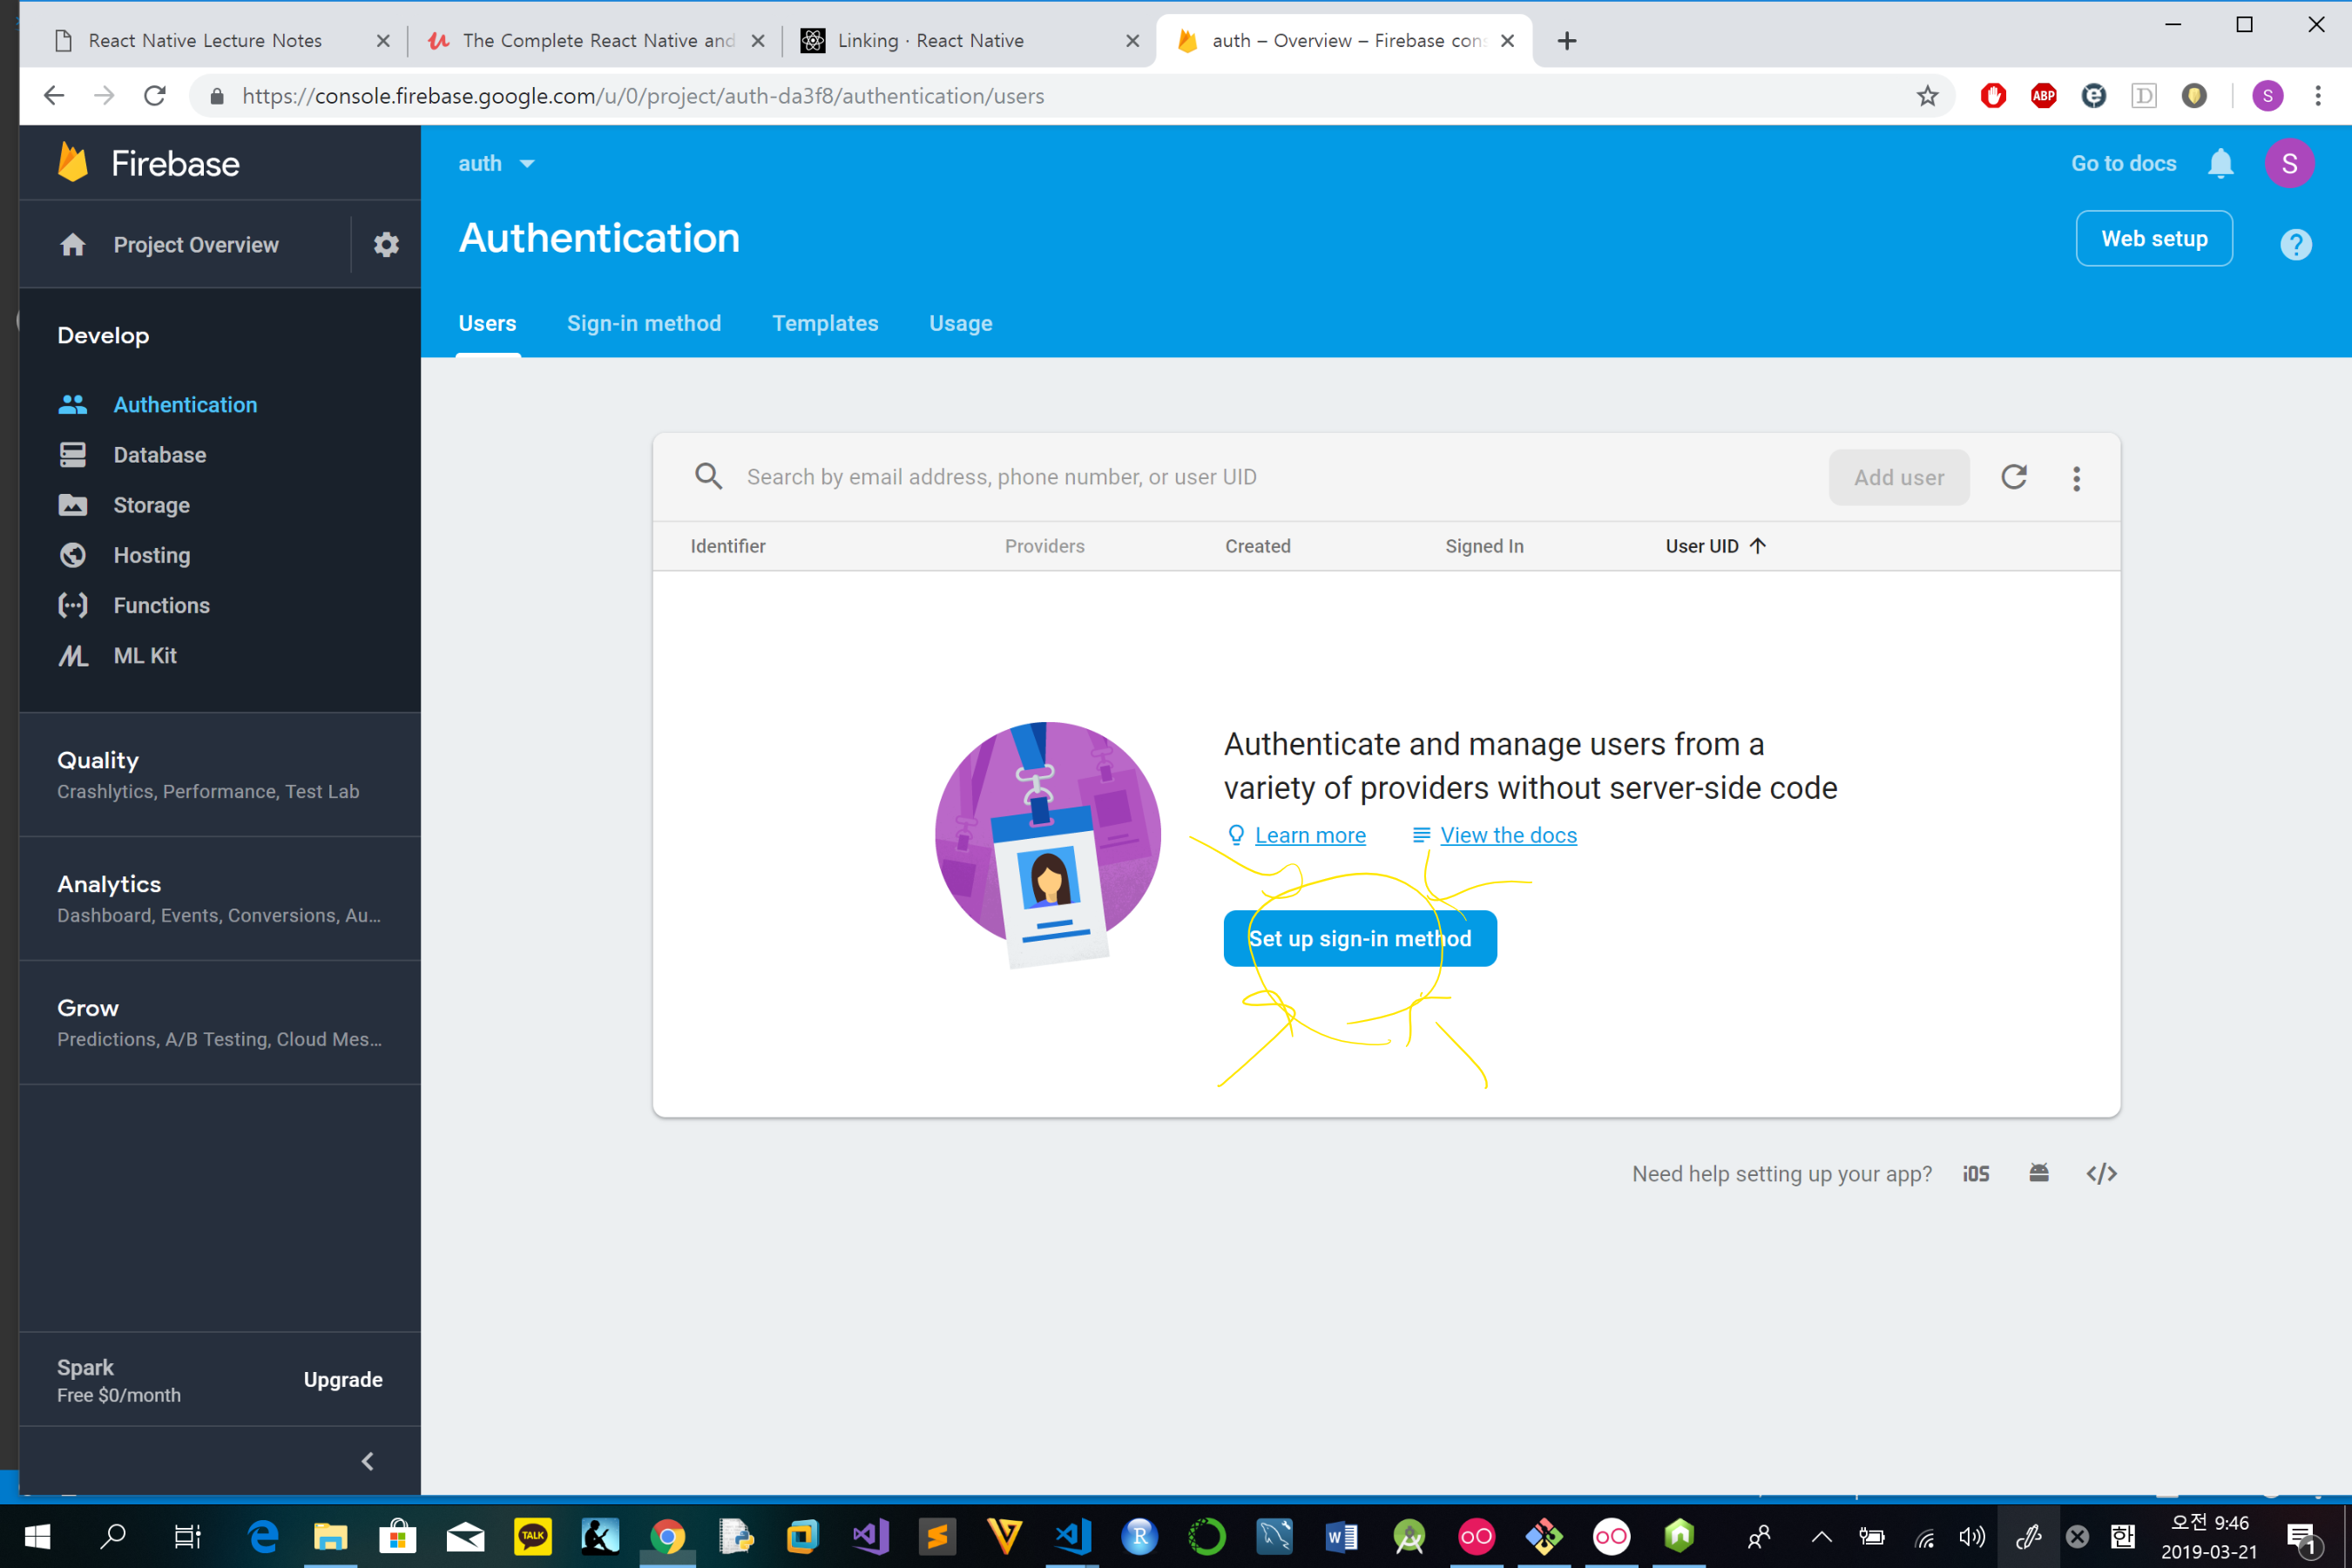 React Native Lecture Notes
The Complete React Native and
Linking · React Native
auth – Overview – Firebase cons
https://console.firebase.google.com/u/0/project/auth-da3f8/authentication/users
ABP
D
S
Firebase
auth
Go to docs
S
Project Overview
Authentication
Web setup
?
Users
Sign-in method
Templates
Usage
Develop
Authentication
Database
Storage
Hosting
Functions
ML Kit
Quality
Crashlytics, Performance, Test Lab
Analytics
Dashboard, Events, Conversions, Au...
Grow
Predictions, A/B Testing, Cloud Mes...
Spark
Free $0/month
Upgrade
Search by email address, phone number, or user UID
Add user
Identifier
Providers
Created
Signed In
User UID
Authenticate and manage users from a
variety of providers without server-side code
Learn more
View the docs
Set up sign-in method
Need help setting up your app?
iOS
TALK
R
W
한
오전 9:46
2019-03-21
1